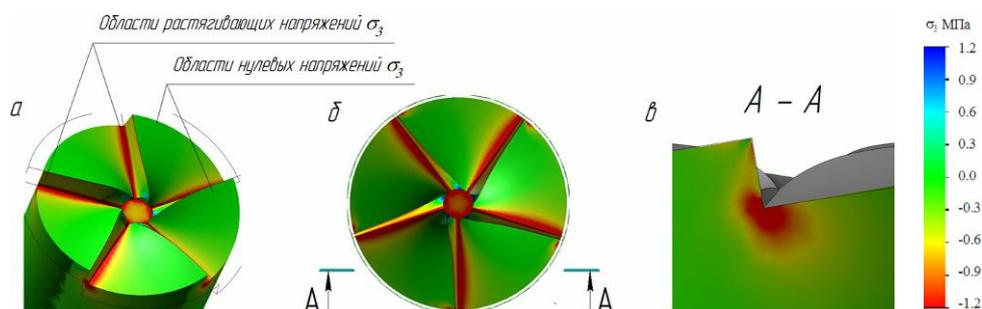 Области растягивающих напряжений σ3
Области нулевых напряжений σ3
а
б
в
А – А
А
А
σ3 МПа
1.2
0.9
0.6
0.3
0.0
-0.3
-0.6
-0.9
-1.2